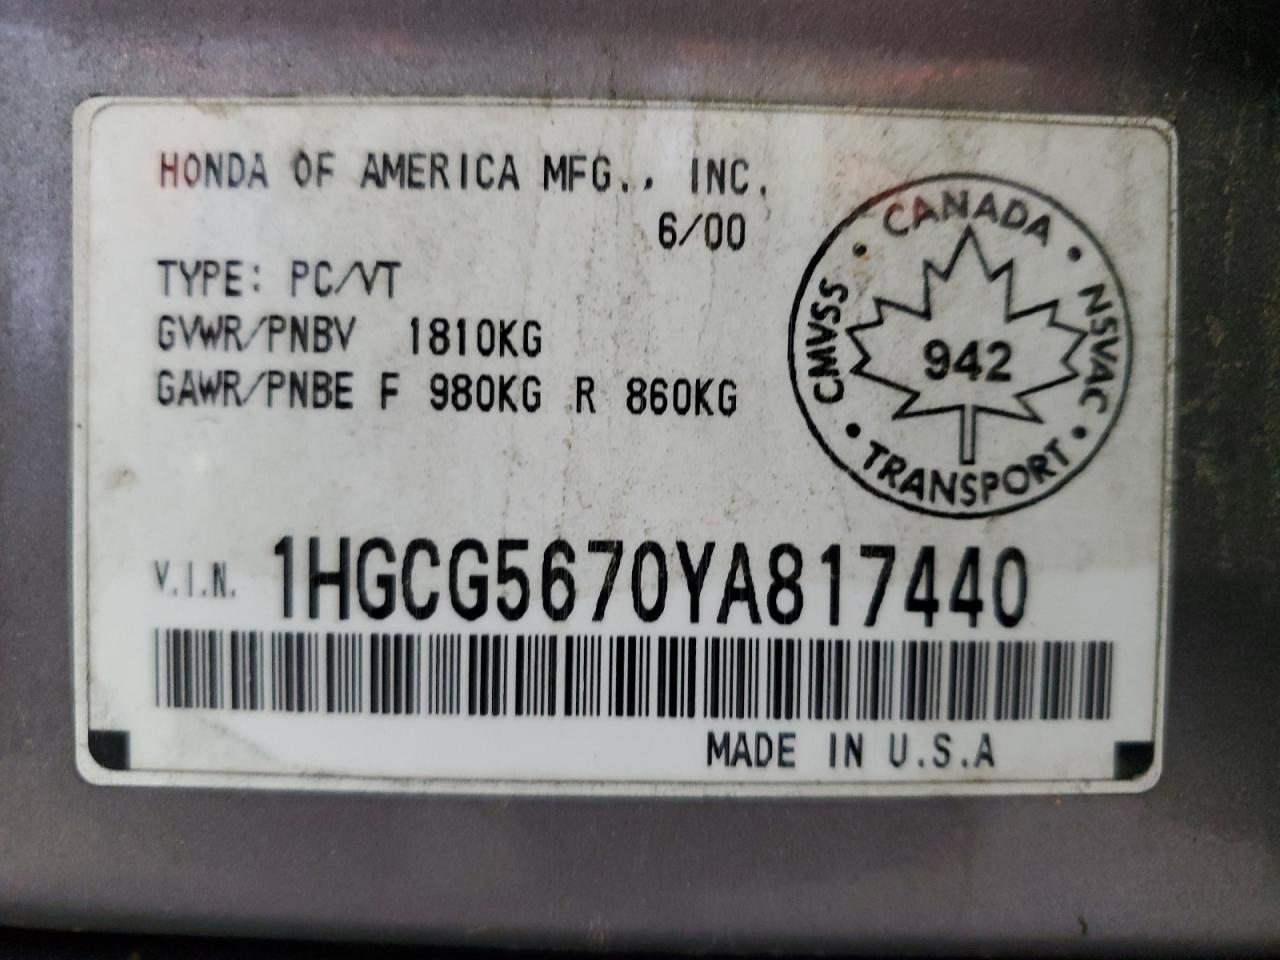 HONDA OF AMERICA MFG., INC.
6/00
TYPE: PC/VT
GVWR/PNBV 1810KG
GAWR/PNBE F 980KG R 860KG
CANADA
CMVSS
NSVAC
942
TRANSPORT
V.I.N. 1HGCG5670YA817440
MADE IN U.S.A